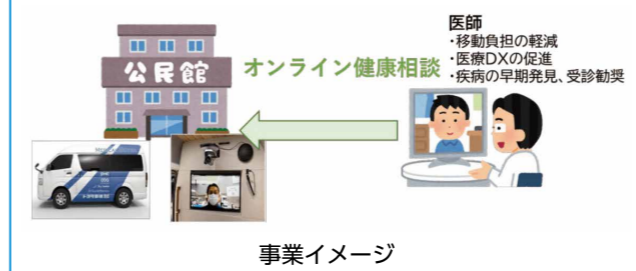 医師
・移動負担の軽減
・医療DXの促進
・疾病の早期発見、受診勧奨
公民館
オンライン健康相談
事業イメージ